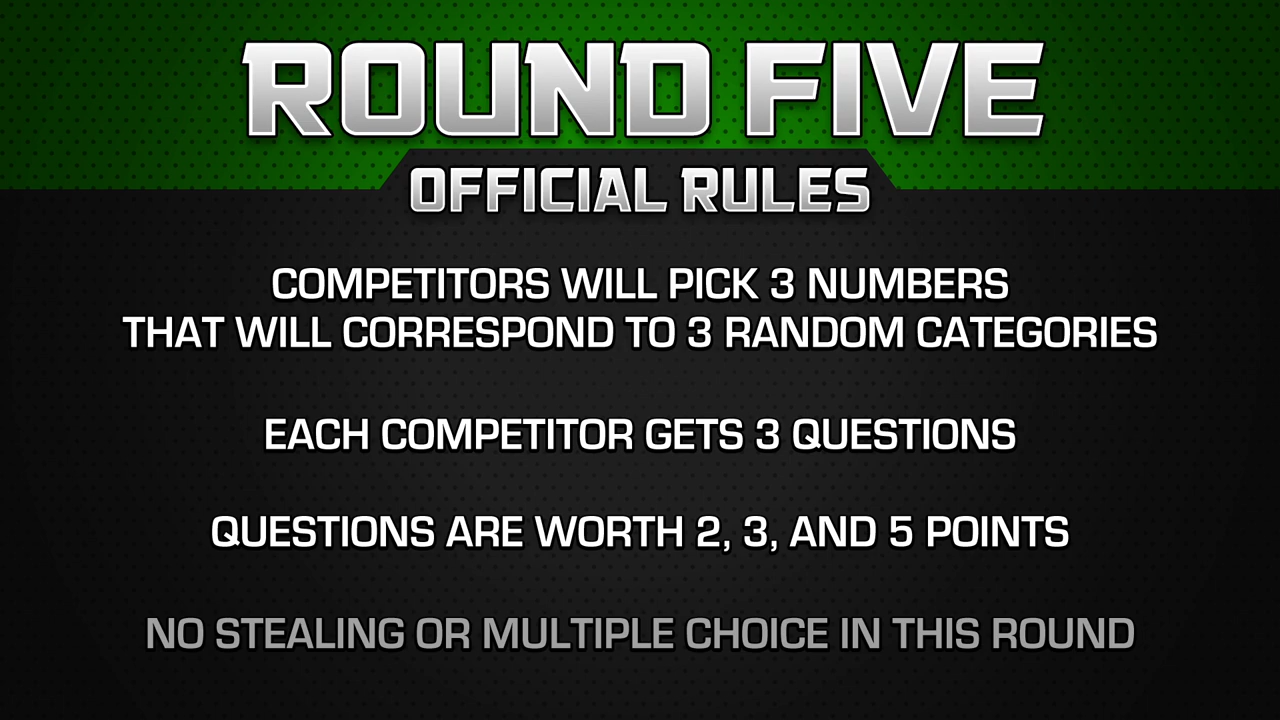 ROUND FIVE
OFFICIAL RULES
COMPETITORS WILL PICK 3 NUMBERS
THAT WILL CORRESPOND TO 3 RANDOM CATEGORIES
EACH COMPETITOR GETS 3 QUESTIONS
QUESTIONS ARE WORTH 2, 3, AND 5 POINTS
NO STEALING OR MULTIPLE CHOICE IN THIS ROUND